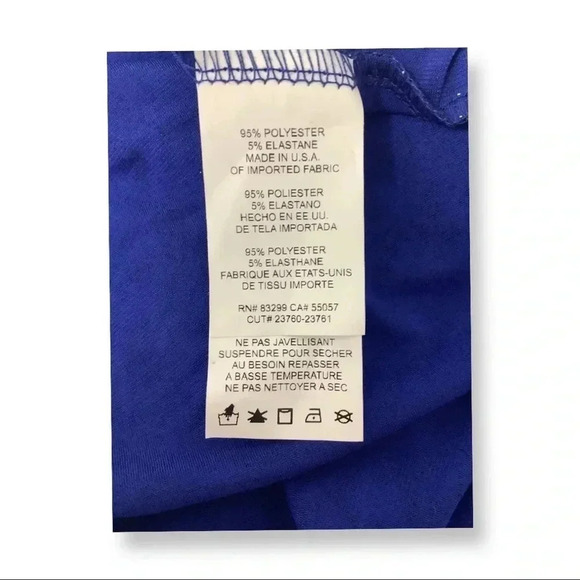 95% POLYESTER
5% ELASTANE
MADE IN U.S.A.
OF IMPORTED FABRIC
95% POLIESTER
5% ELASTANO
HECHO EN EE.UU.
DE TELA IMPORTADA
95% POLYESTER
5% ELASTHANE
FABRIQUE AUX ETATS-UNIS
DE TISSU IMPORTE
RN# 83299 CA# 55057
CUT# 23760-23761
NE PAS JAVELLISANT
SUSPENDRE POUR SECHER
AU BESOIN REPASSER
A BASSE TEMPERATURE
NE PAS NETTOYER A SEC